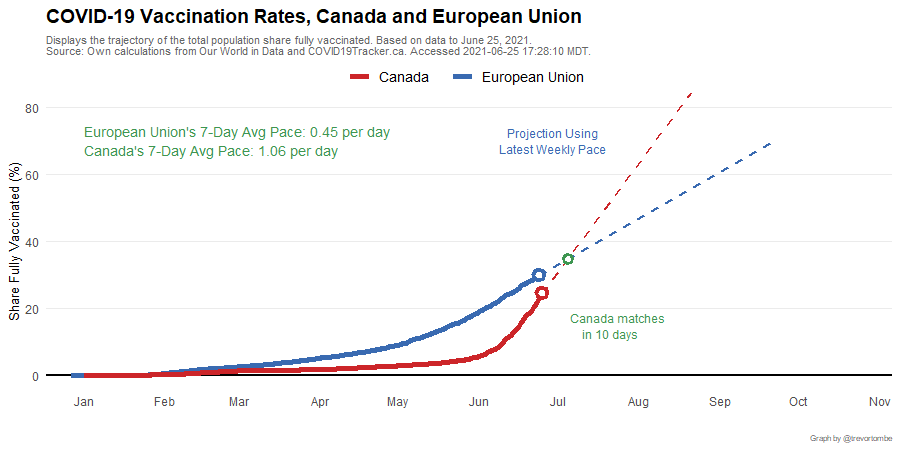 COVID-19 Vaccination Rates, Canada and European Union
Displays the trajectory of the total population share fully vaccinated. Based on data to June 25, 2021.
Source: Own calculations from Our World in Data and COVID19Tracker.ca. Accessed 2021-06-25 17:28:10 MDT.
Canada European Union
European Union's 7-Day Avg Pace: 0.45 per day
Canada's 7-Day Avg Pace: 1.06 per day
Projection Using
Latest Weekly Pace
Share Fully Vaccinated (%)
80
60
40
20
0
Canada matches
in 10 days
Jan Feb Mar Apr May Jun Jul Aug Sep Oct Nov
Graph by @trevortombe